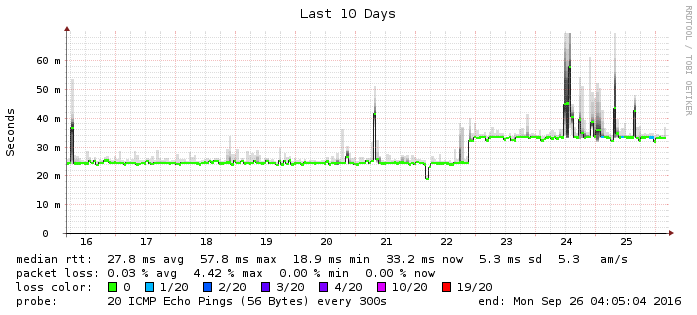 Last 10 Days
RRDTOOL / TOBI OETIKER
Seconds
60 m
50 m
40 m
30 m
20 m
10 m
0
16 17 18 19 20 21 22 23 24 25
median rtt: 27.8 ms avg 57.8 ms max 18.9 ms min 33.2 ms now 5.3 ms sd 5.3 am/s
packet loss: 0.03 % avg 4.42 % max 0.00 % min 0.00 % now
loss color: 0 1/20 2/20 3/20 4/20 10/20 19/20
probe: 20 ICMP Echo Pings (56 Bytes) every 300s end: Mon Sep 26 04:05:04 2016